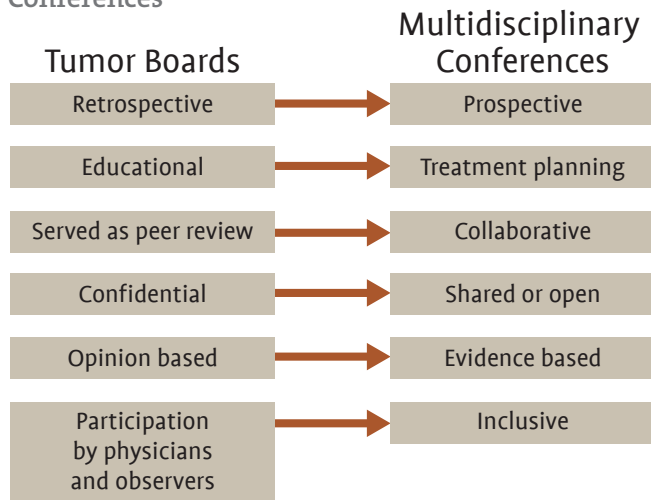 Conferences
Multidisciplinary
Tumor Boards
Conferences
Retrospective
Prospective
Educational
Treatment planning
Served as peer review
Collaborative
Confidential
Shared or open
Opinion based
Evidence based
Participation
by physicians
and observers
Inclusive